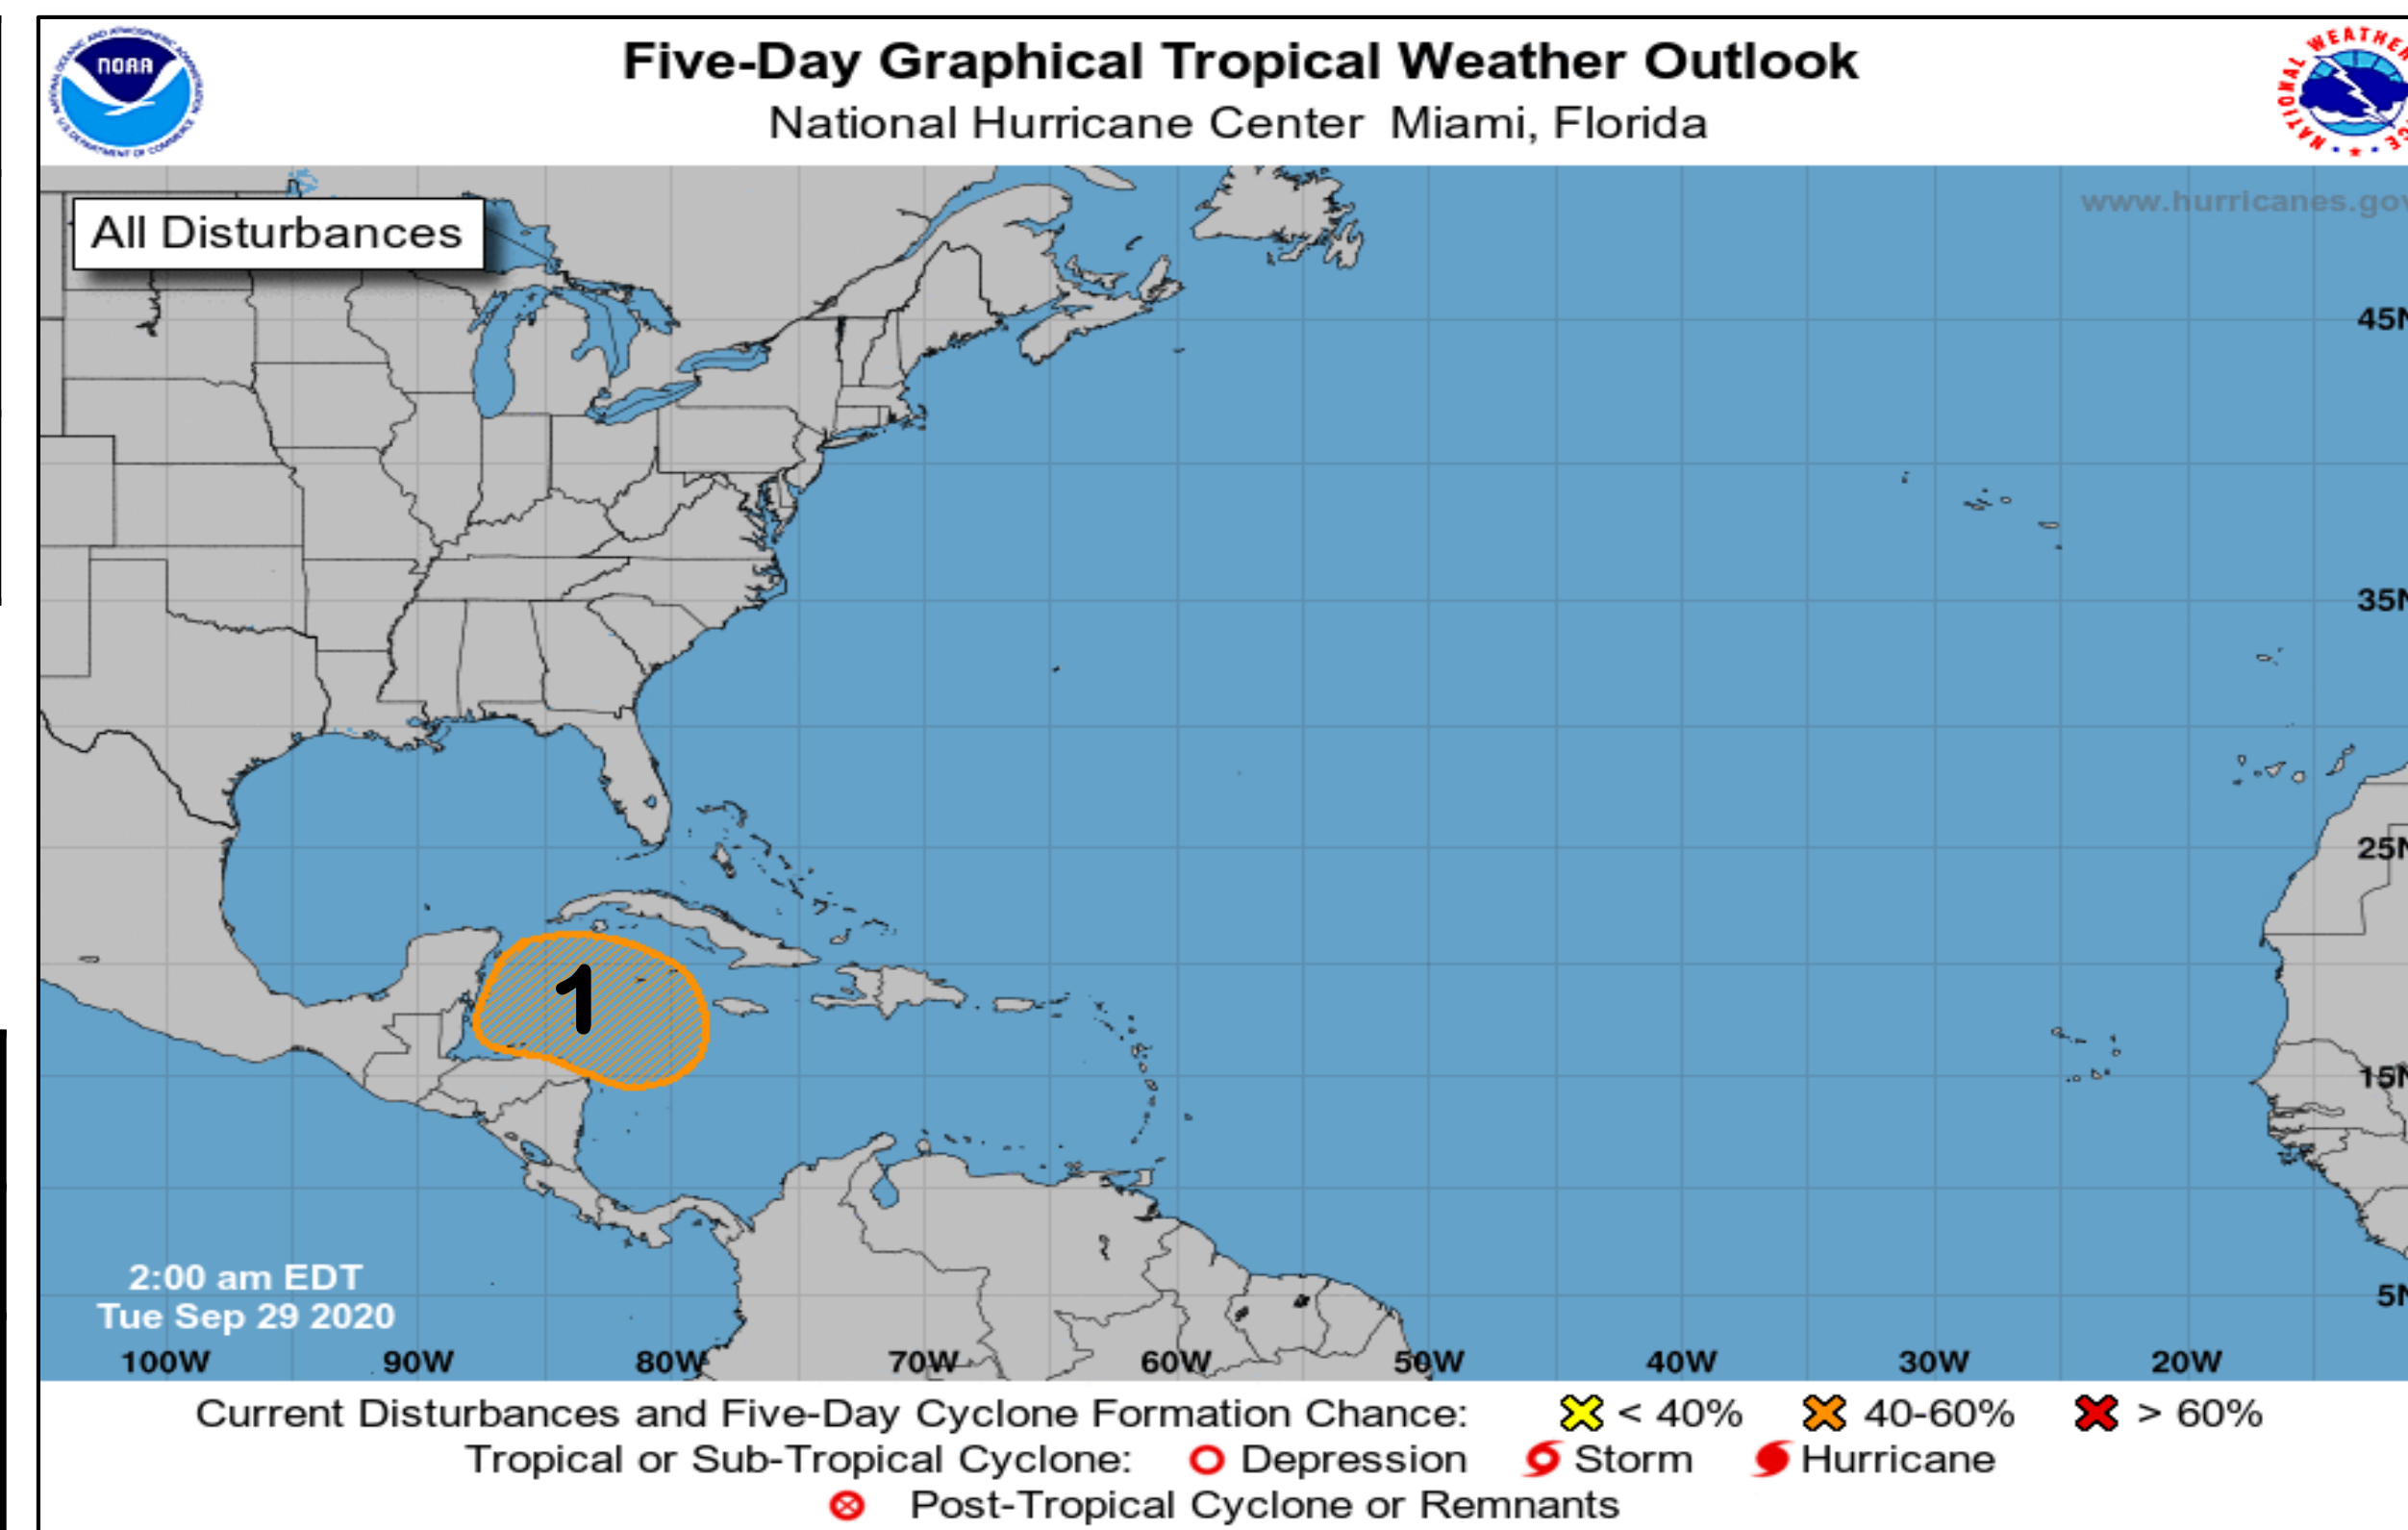 NOAA
Five-Day Graphical Tropical Weather Outlook
National Hurricane Center Miami, Florida
NATIONAL WEATHER
All Disturbances
www.hurricanes.gov
45N
35N
25N
15N
5N
1
2:00 am EDT
Tue Sep 29 2020
100W 90W 80W 70W 60W 50W 40W 30W 20W
Current Disturbances and Five-Day Cyclone Formation Chance: < 40% 40-60% > 60%
Tropical or Sub-Tropical Cyclone: Depression Storm Hurricane
Post-Tropical Cyclone or Remnants